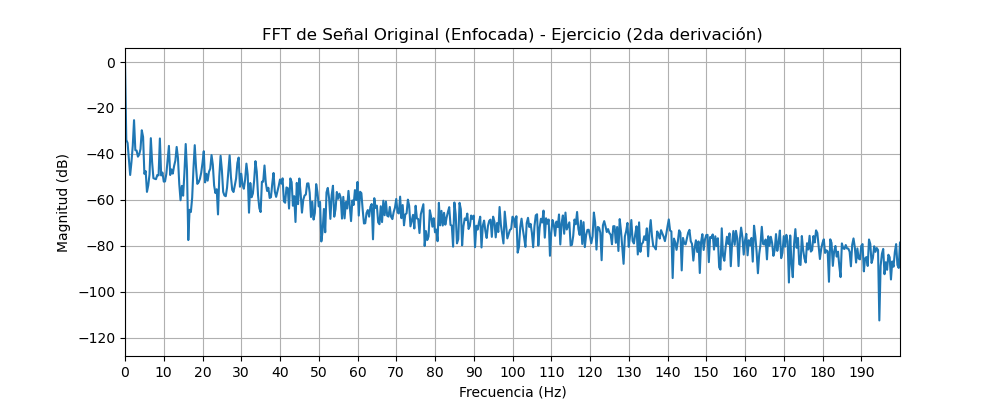 FFT de Señal Original (Enfocada) - Ejercicio (2da derivación)
Magnitud (dB)
0
−20
−40
−60
−80
−100
−120
0 10 20 30 40 50 60 70 80 90 100 110 120 130 140 150 160 170 180 190
Frecuencia (Hz)